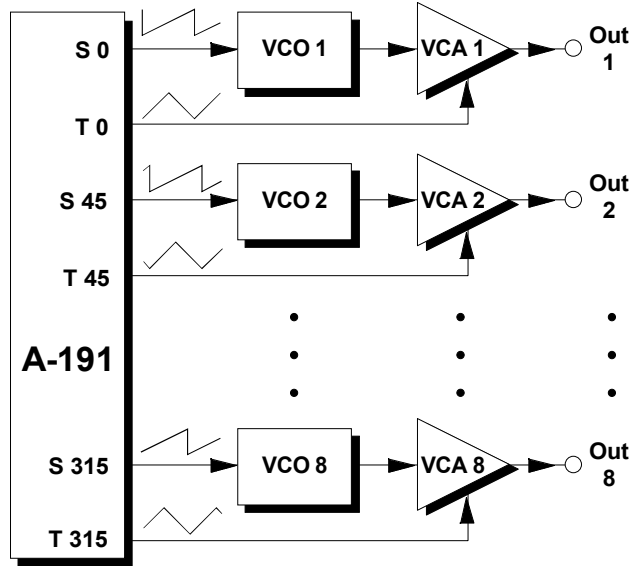 S 0
VCO 1
VCA 1
Out
1
T 0
S 45
VCO 2
VCA 2
Out
2
T 45
A-191
S 315
VCO 8
VCA 8
Out
8
T 315